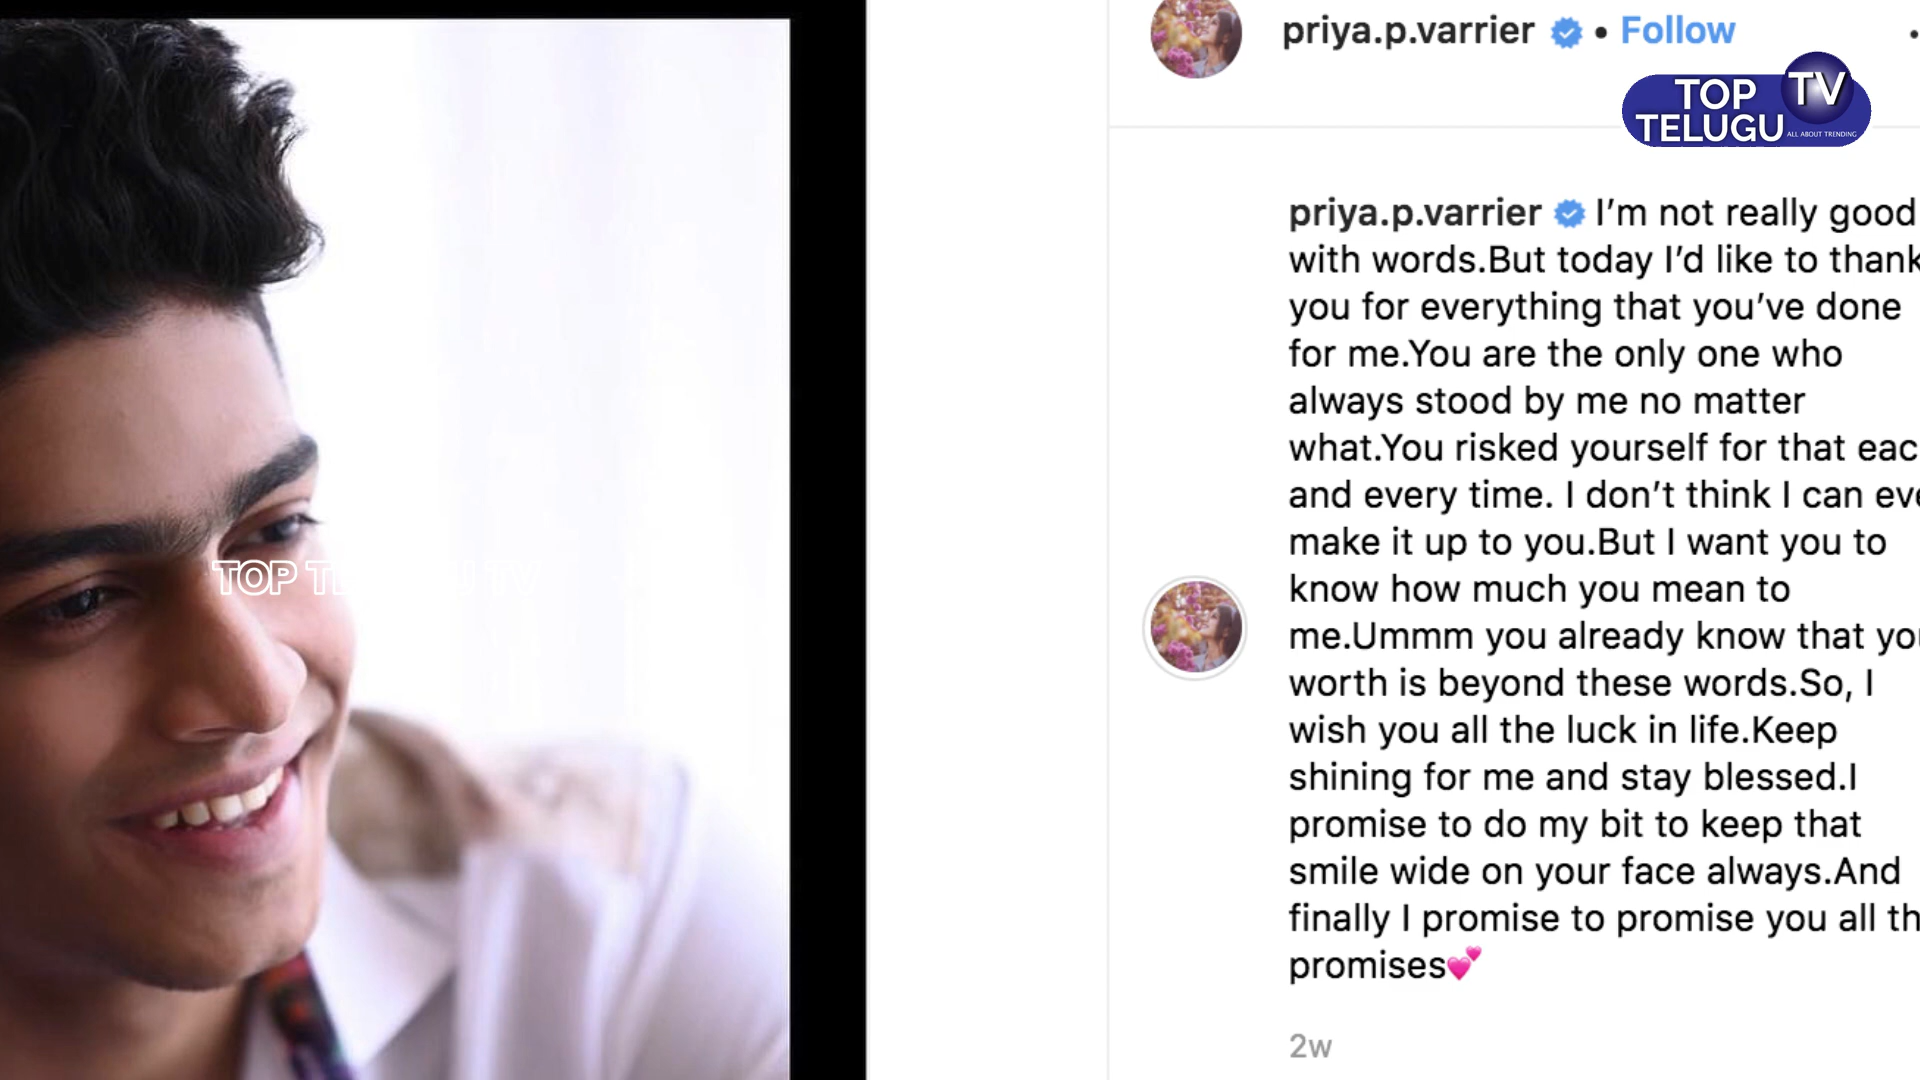 priya.p.varrier • Follow
TOP TV
TELUGU
ALL ABOUT TRENDING
priya.p.varrier I’m not really good
with words.But today I’d like to thank
you for everything that you’ve done
for me.You are the only one who
always stood by me no matter
what.You risked yourself for that eac
and every time. I don’t think I can eve
make it up to you.But I want you to
know how much you mean to
me.Ummm you already know that you
worth is beyond these words.So, I
wish you all the luck in life.Keep
shining for me and stay blessed.I
promise to do my bit to keep that
smile wide on your face always.And
finally I promise to promise you all th
promises💕
2w
TOP TELUGU TV